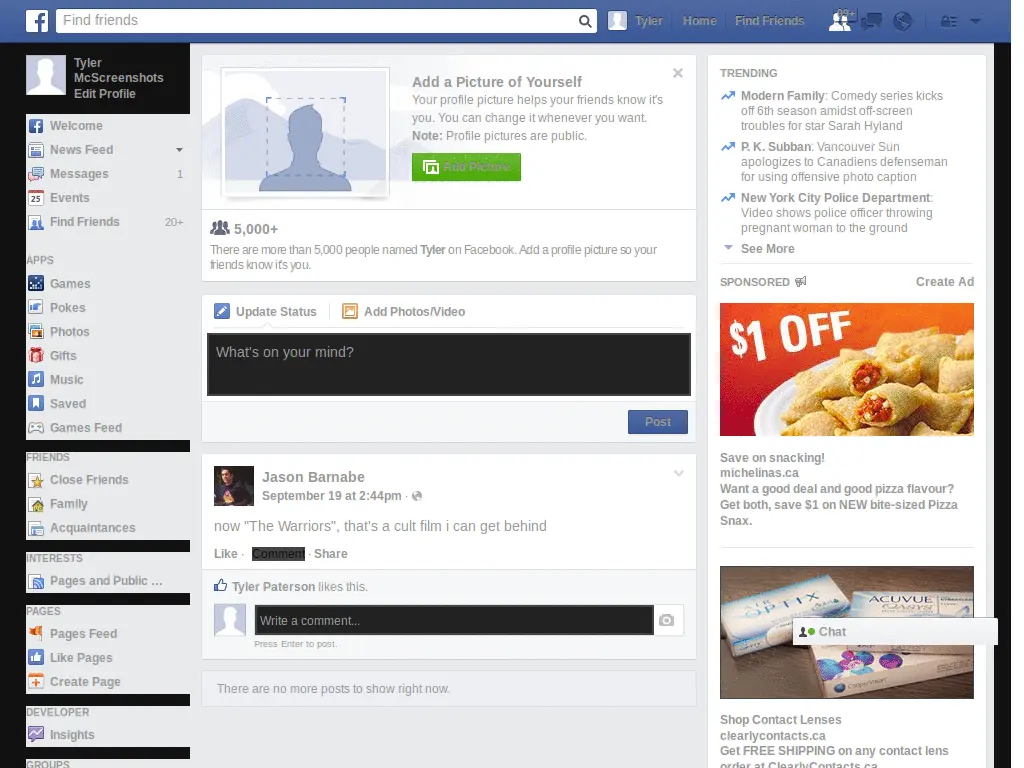 Find friends
Tyler
Home
Find Friends
99+
Tyler
McScreenshots
Edit Profile
Welcome
News Feed
Messages 1
Events
Find Friends 20+
APPS
Games
Pokes
Photos
Gifts
Music
Saved
Games Feed
FRIENDS
Close Friends
Family
Acquaintances
INTERESTS
Pages and Public ...
PAGES
Pages Feed
Like Pages
Create Page
DEVELOPER
Insights
GROUPS
Add a Picture of Yourself
Your profile picture helps your friends know it's
you. You can change it whenever you want.
Note: Profile pictures are public.
Add Picture
5,000+
There are more than 5,000 people named Tyler on Facebook. Add a profile picture so your
friends know it's you.
Update Status
Add Photos/Video
What's on your mind?
Post
Jason Barnabe
September 19 at 2:44pm ·
now "The Warriors", that's a cult film i can get behind
Like · Comment · Share
Tyler Paterson likes this.
Write a comment...
Press Enter to post.
There are no more posts to show right now.
TRENDING
Modern Family: Comedy series kicks
off 6th season amidst off-screen
troubles for star Sarah Hyland
P. K. Subban: Vancouver Sun
apologizes to Canadiens defenseman
for using offensive photo caption
New York City Police Department:
Video shows police officer throwing
pregnant woman to the ground
See More
SPONSORED
Create Ad
$1 OFF
Save on snacking!
michelinas.ca
Want a good deal and good pizza flavour?
Get both, save $1 on NEW bite-sized Pizza
Snax.
AIR OPTIX
ACUVUE
OASYS
CooperVision
Chat
Shop Contact Lenses
clearlycontacts.ca
Get FREE SHIPPING on any contact lens
order at ClearlyContacts.ca